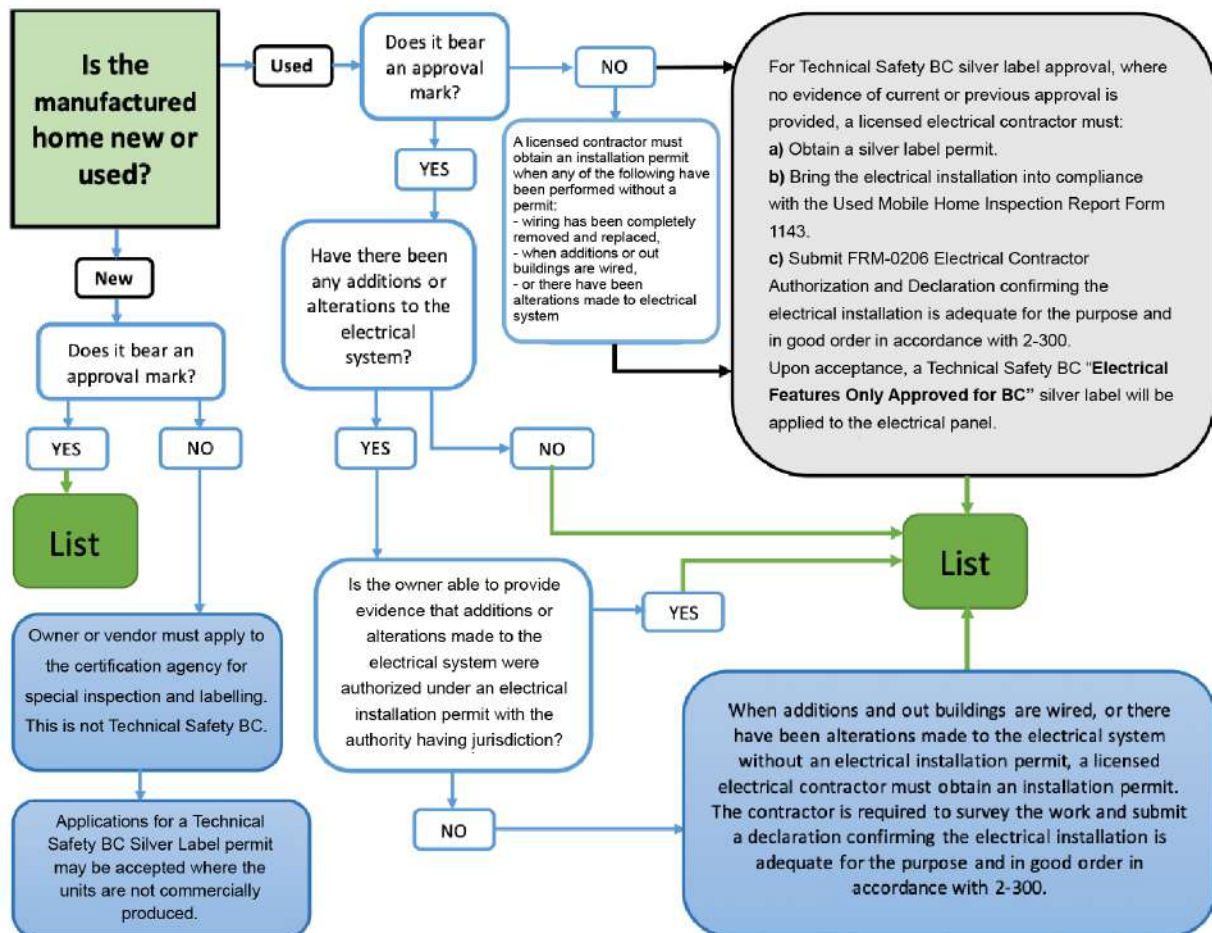 Is the
manufactured
home new or
used?
Used
Does it bear
an approval
mark?
NO
For Technical Safety BC silver label approval, where
no evidence of current or previous approval is
provided, a licensed electrical contractor must:
a) Obtain a silver label permit.
b) Bring the electrical installation into compliance
with the Used Mobile Home Inspection Report Form
1143.
c) Submit FRM-0206 Electrical Contractor
Authorization and Declaration confirming the
electrical installation is adequate for the purpose and
in good order in accordance with 2-300.
Upon acceptance, a Technical Safety BC “Electrical
Features Only Approved for BC” silver label will be
applied to the electrical panel.
A licensed contractor must
obtain an installation permit
when any of the following have
been performed without a
permit:
- wiring has been completely
removed and replaced,
- when additions or out
buildings are wired,
- or there have been
alterations made to electrical
system
YES
Have there been
any additions or
alterations to the
electrical
system?
New
Does it bear an
approval mark?
YES
NO
YES
NO
List
List
Is the owner able to provide
evidence that additions or
alterations made to the
electrical system were
authorized under an electrical
installation permit with the
authority having jurisdiction?
YES
Owner or vendor must apply to
the certification agency for
special inspection and labelling.
This is not Technical Safety BC.
When additions and out buildings are wired, or there
have been alterations made to the electrical system
without an electrical installation permit, a licensed
electrical contractor must obtain an installation permit.
The contractor is required to survey the work and submit
a declaration confirming the electrical installation is
adequate for the purpose and in good order in
accordance with 2-300.
NO
Applications for a Technical
Safety BC Silver Label permit
may be accepted where the
units are not commercially
produced.